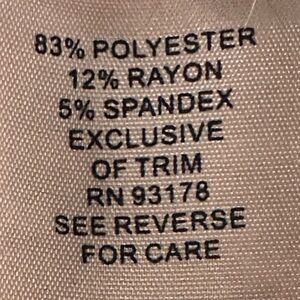 83% POLYESTER
12% RAYON
5% SPANDEX
EXCLUSIVE
OF TRIM
RN 93178
SEE REVERSE
FOR CARE